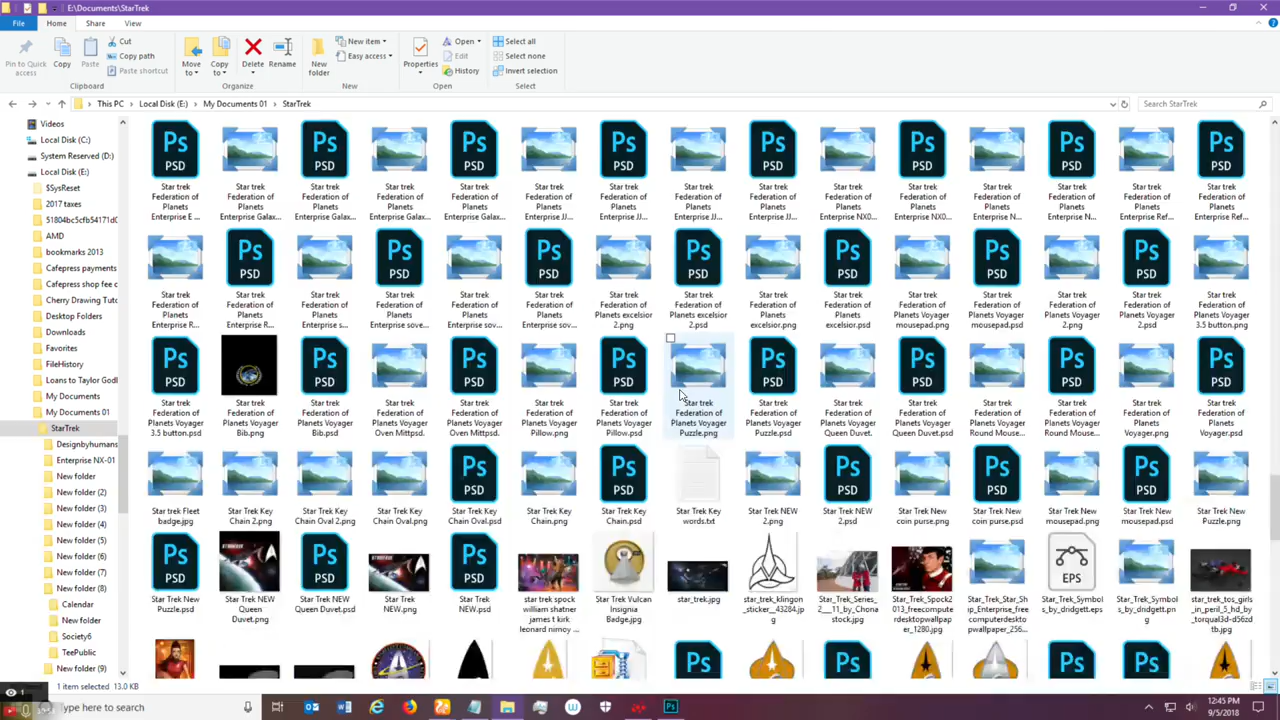 E:\Documents\StarTrek
File Home Share View
Pin to Quick access
Copy
Paste
Cut
Copy path
Paste shortcut
Clipboard
Move to
Copy to
Delete
Rename
Organize
New folder
New item
Easy access
New
Properties
Open
Edit
History
Open
Select all
Select none
Invert selection
Select
This PC Local Disk (E:) My Documents 01 StarTrek
Search StarTrek
Videos
Local Disk (C:)
System Reserved (D:)
Local Disk (E:)
$SysReset
2017 taxes
51804bc5cfb54171d0
AMD
bookmarks 2013
Cafepress payments
Cafepress shop fee c
Cherry Drawing Tuto
Desktop Folders
Downloads
Favorites
FileHistory
Loans to Taylor Godl
My Documents
My Documents 01
StarTrek
Designbyhumans
Enterprise NX-01
New folder
New folder (2)
New folder (3)
New folder (4)
New folder (5)
New folder (6)
New folder (7)
New folder (8)
Calendar
New folder
Society6
TeePublic
New folder (9)
Star trek Federation of Planets Enterprise E ...
Star trek Federation of Planets Enterprise Galax...
Star trek Federation of Planets Enterprise Galax...
Star trek Federation of Planets Enterprise Galax...
Star trek Federation of Planets Enterprise Galax...
Star trek Federation of Planets Enterprise JJ...
Star trek Federation of Planets Enterprise JJ...
Star trek Federation of Planets Enterprise JJ...
Star trek Federation of Planets Enterprise JJ...
Star trek Federation of Planets Enterprise NX0...
Star trek Federation of Planets Enterprise NX0...
Star trek Federation of Planets Enterprise N...
Star trek Federation of Planets Enterprise N...
Star trek Federation of Planets Enterprise Ref...
Star trek Federation of Planets Enterprise Ref...
Star trek Federation of Planets Enterprise R...
Star trek Federation of Planets Enterprise R...
Star trek Federation of Planets Enterprise s...
Star trek Federation of Planets Enterprise sove...
Star trek Federation of Planets Enterprise sov...
Star trek Federation of Planets Enterprise sov...
Star trek Federation of Planets excelsior 2.png
Star trek Federation of Planets excelsior 2.psd
Star trek Federation of Planets excelsior.png
Star trek Federation of Planets excelsior.psd
Star trek Federation of Planets Voyager mousepad.png
Star trek Federation of Planets Voyager mousepad.psd
Star trek Federation of Planets Voyager 2.png
Star trek Federation of Planets Voyager 2.psd
Star trek Federation of Planets Voyager 3.5 button.png
Star trek Federation of Planets Voyager 3.5 button.psd
Star trek Federation of Planets Voyager Bib.png
Star trek Federation of Planets Voyager Bib.psd
Star trek Federation of Planets Voyager Oven Mittpsd.
Star trek Federation of Planets Voyager Oven Mittpsd.
Star trek Federation of Planets Voyager Pillow.png
Star trek Federation of Planets Voyager Pillow.psd
Star trek Federation of Planets Voyager Puzzle.png
Star trek Federation of Planets Voyager Puzzle.psd
Star trek Federation of Planets Voyager Queen Duvet.
Star trek Federation of Planets Voyager Queen Duvet.
Star trek Federation of Planets Voyager Round Mouse...
Star trek Federation of Planets Voyager Round Mouse...
Star trek Federation of Planets Voyager.png
Star trek Federation of Planets Voyager.psd
Star trek Fleet badge.jpg
Star Trek Key Chain 2.png
Star Trek Key Chain Oval 2.png
Star Trek Key Chain Oval.png
Star Trek Key Chain Oval.psd
Star Trek Key Chain.png
Star Trek Key Chain.psd
Star Trek Key words.txt
Star Trek NEW 2.png
Star Trek NEW 2.psd
Star Trek New coin purse.png
Star Trek New coin purse.psd
Star Trek New mousepad.png
Star Trek New mousepad.psd
Star Trek New Puzzle.png
Star Trek New Puzzle.psd
Star Trek NEW Queen Duvet.png
Star Trek NEW Queen Duvet.psd
Star Trek NEW.png
Star Trek NEW.psd
star trek spock william shatner james t kirk leonard nimoy ...
Star Trek Vulcan Insignia Badge.jpg
star_trek.jpg
star_trek_klingon_sticker__43284.jpg
Star_Trek_Series_2___11_by_Chonastock.jpg
Star_Trek_Spock2013_freecomputerdesktopwallpaper_1280.jpg
Star_Trek_Star_Ship_Enterprise_freecomputerdesktopwallpaper_256...
Star_Trek_Symbols_by_dridgett.eps
Star_Trek_Symbols_by_dridgett.png
star_trek_tos_girls_in_peril_5_hd_by_torqual3d-d56zdtb.jpg
1 item selected 13.0 KB
Type here to search
12:45 PM
9/5/2018